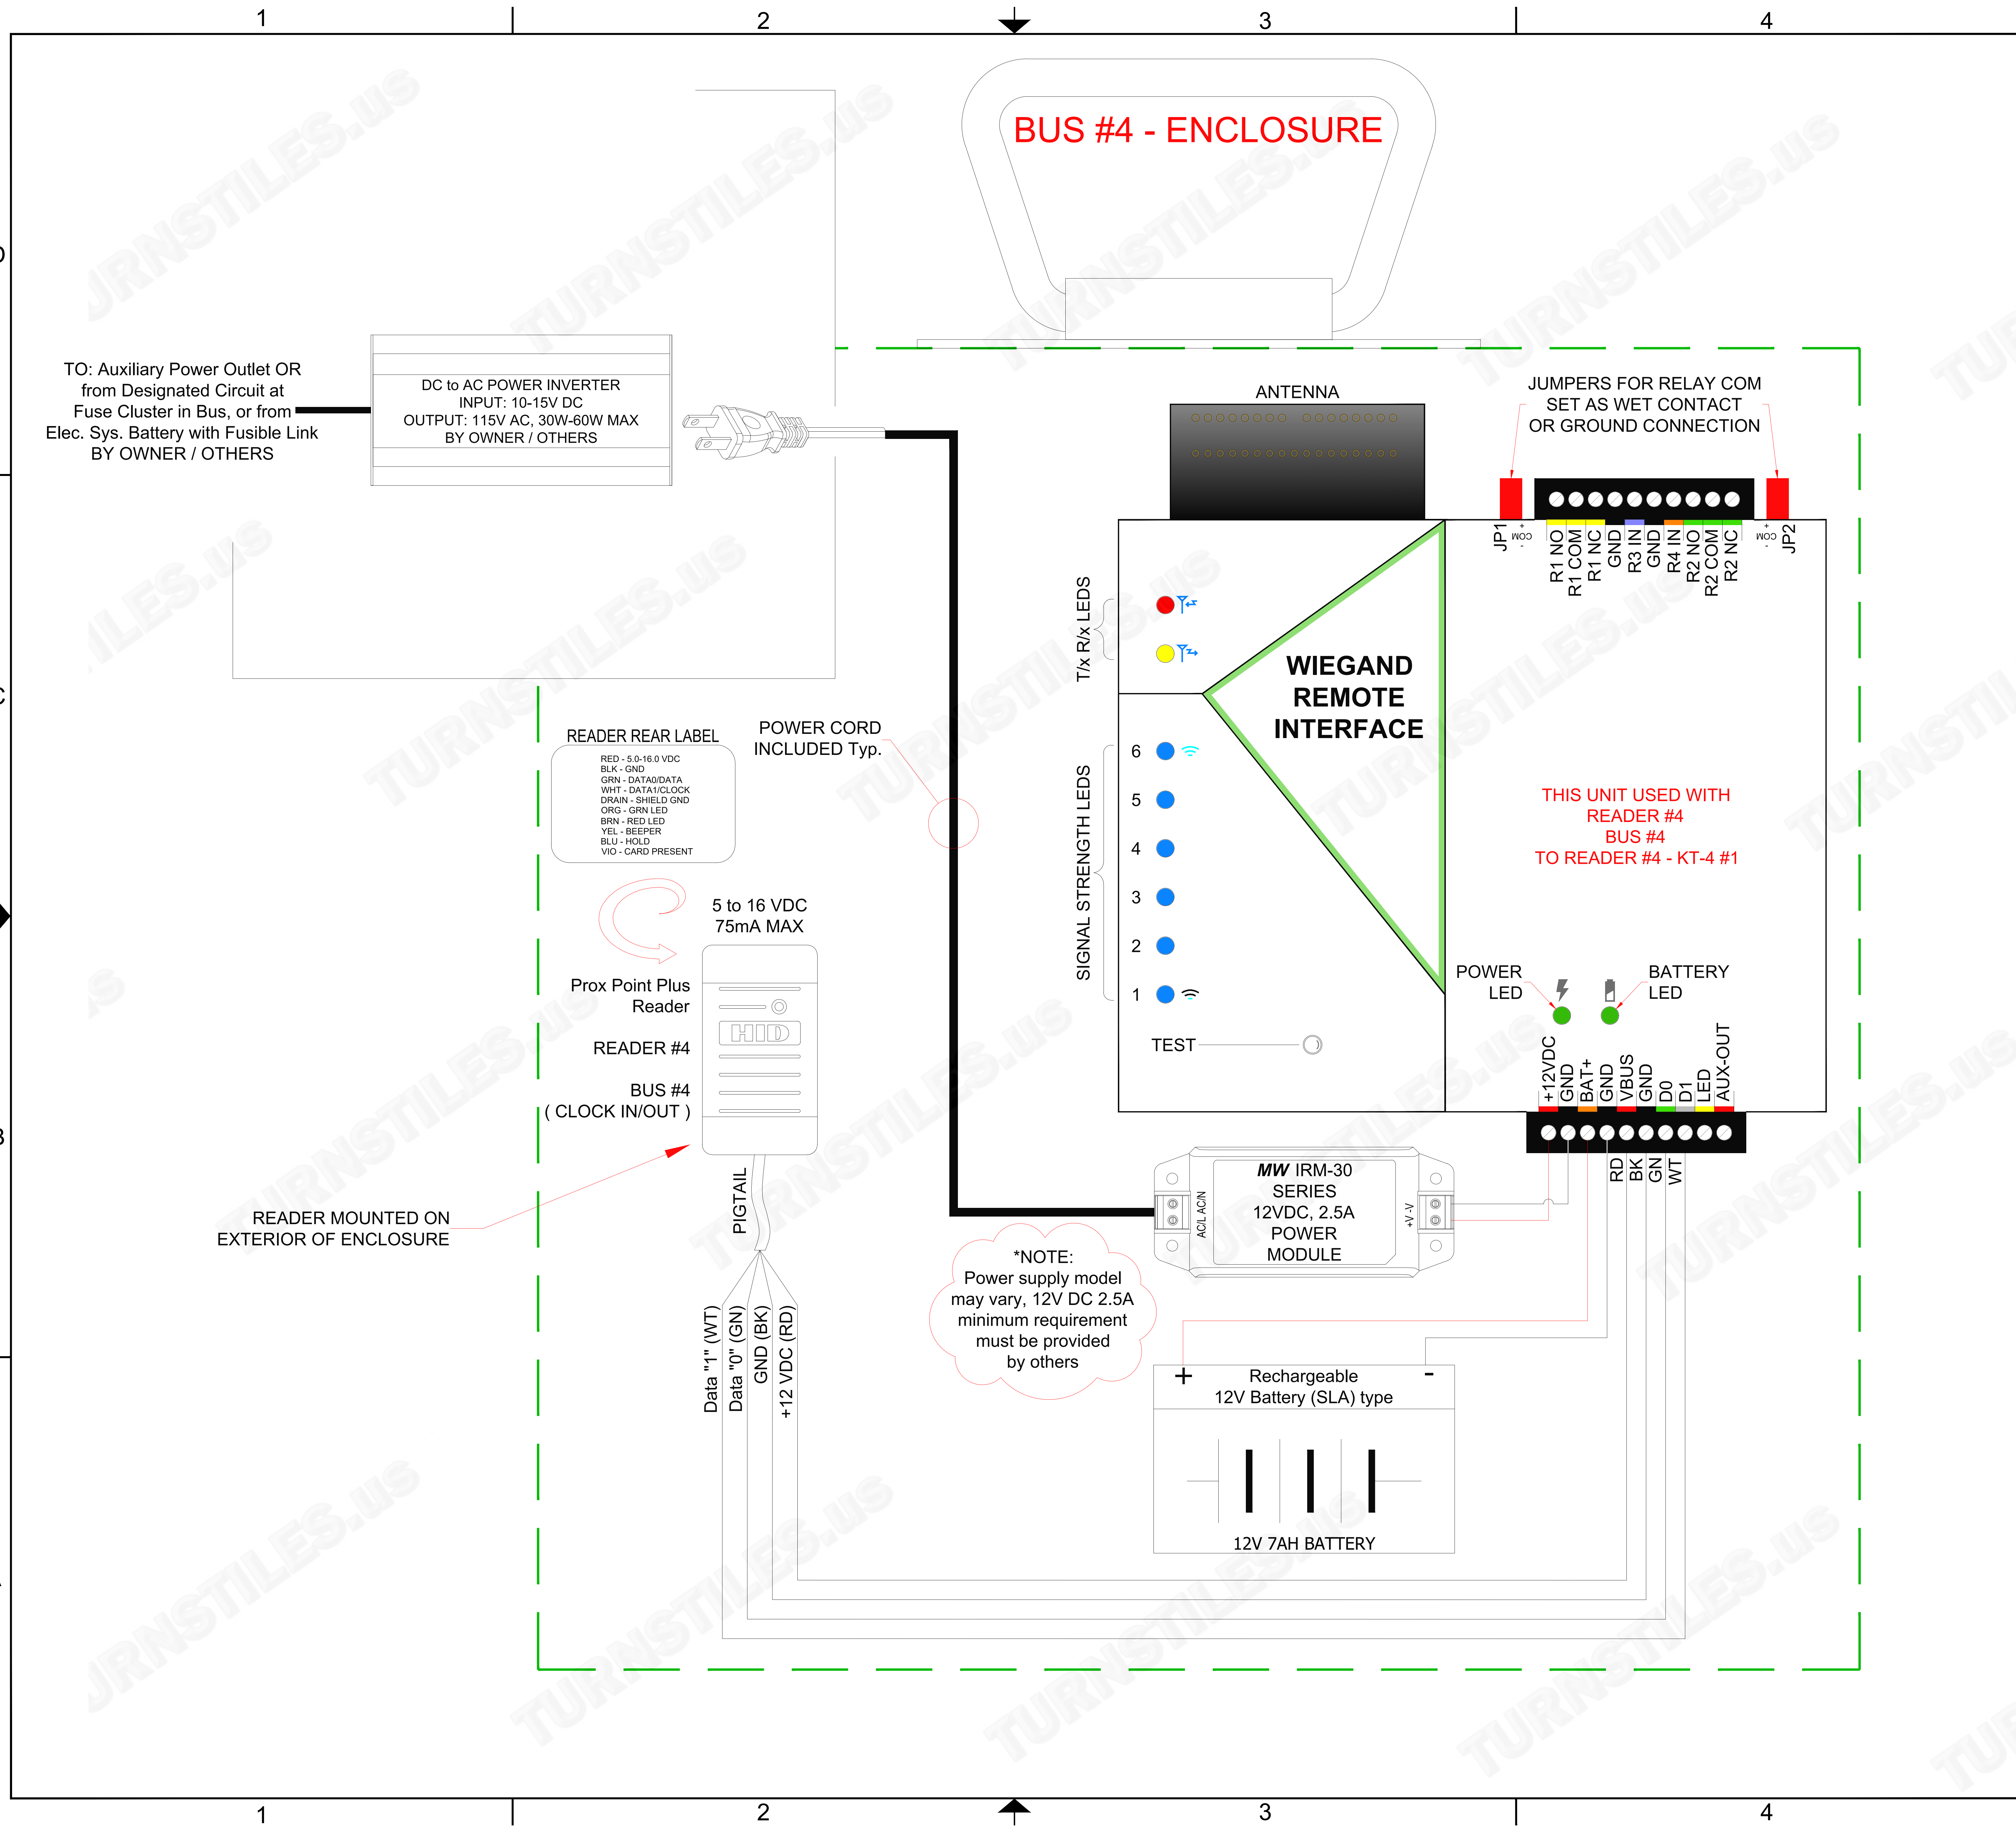 1
2
3
4
BUS #4 - ENCLOSURE
TO: Auxiliary Power Outlet OR
from Designated Circuit at
Fuse Cluster in Bus, or from
Elec. Sys. Battery with Fusible Link
BY OWNER / OTHERS
DC to AC POWER INVERTER
INPUT: 10-15V DC
OUTPUT: 115V AC, 30W-60W MAX
BY OWNER / OTHERS
ANTENNA
JUMPERS FOR RELAY COM
SET AS WET CONTACT
OR GROUND CONNECTION
JP1
+
COM
-
R1 NO
R1 COM
R1 NC
GND
R3 IN
GND
R4 IN
R2 NO
R2 COM
R2 NC
+
COM
-
JP2
T/x R/x LEDS
WIEGAND
REMOTE
INTERFACE
READER REAR LABEL
RED - 5.0-16.0 VDC
BLK - GND
GRN - DATA0/DATA
WHT - DATA1/CLOCK
DRAIN - SHIELD GND
ORG - GRN LED
BRN - RED LED
YEL - BEEPER
BLU - HOLD
VIO - CARD PRESENT
POWER CORD
INCLUDED Typ.
SIGNAL STRENGTH LEDS
6
5
4
3
2
1
TEST
THIS UNIT USED WITH
READER #4
BUS #4
TO READER #4 - KT-4 #1
5 to 16 VDC
75mA MAX
Prox Point Plus
Reader
READER #4
BUS #4
( CLOCK IN/OUT )
HID
POWER
LED
BATTERY
LED
+12VDC
GND
BAT+
GND
VBUS
GND
D0
D1
LED
AUX-OUT
RD
BK
GN
WT
READER MOUNTED ON
EXTERIOR OF ENCLOSURE
PIGTAIL
AC/L AC/N
MW IRM-30
SERIES
12VDC, 2.5A
POWER
MODULE
+V -V
*NOTE:
Power supply model
may vary, 12V DC 2.5A
minimum requirement
must be provided
by others
Data "1" (WT)
Data "0" (GN)
GND (BK)
+12 VDC (RD)
+
-
Rechargeable
12V Battery (SLA) type
12V 7AH BATTERY
1
2
3
4
TURNSTILES.us